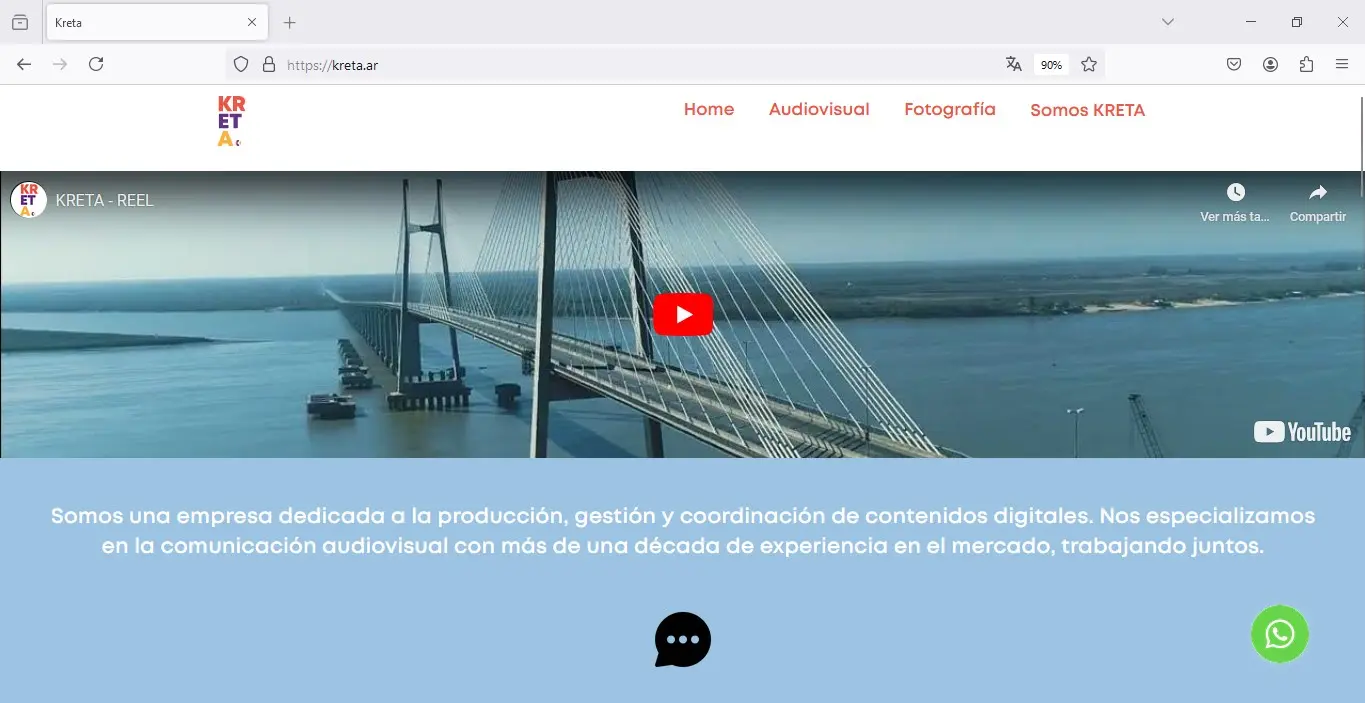 Kreta
https://kreta.ar
90%
KR
ET
A.
Home
Audiovisual
Fotografía
Somos KRETA
KR
ET
A.
KRETA - REEL
Ver más ta...
Compartir
YouTube
Somos una empresa dedicada a la producción, gestión y coordinación de contenidos digitales. Nos especializamos
en la comunicación audiovisual con más de una década de experiencia en el mercado, trabajando juntos.